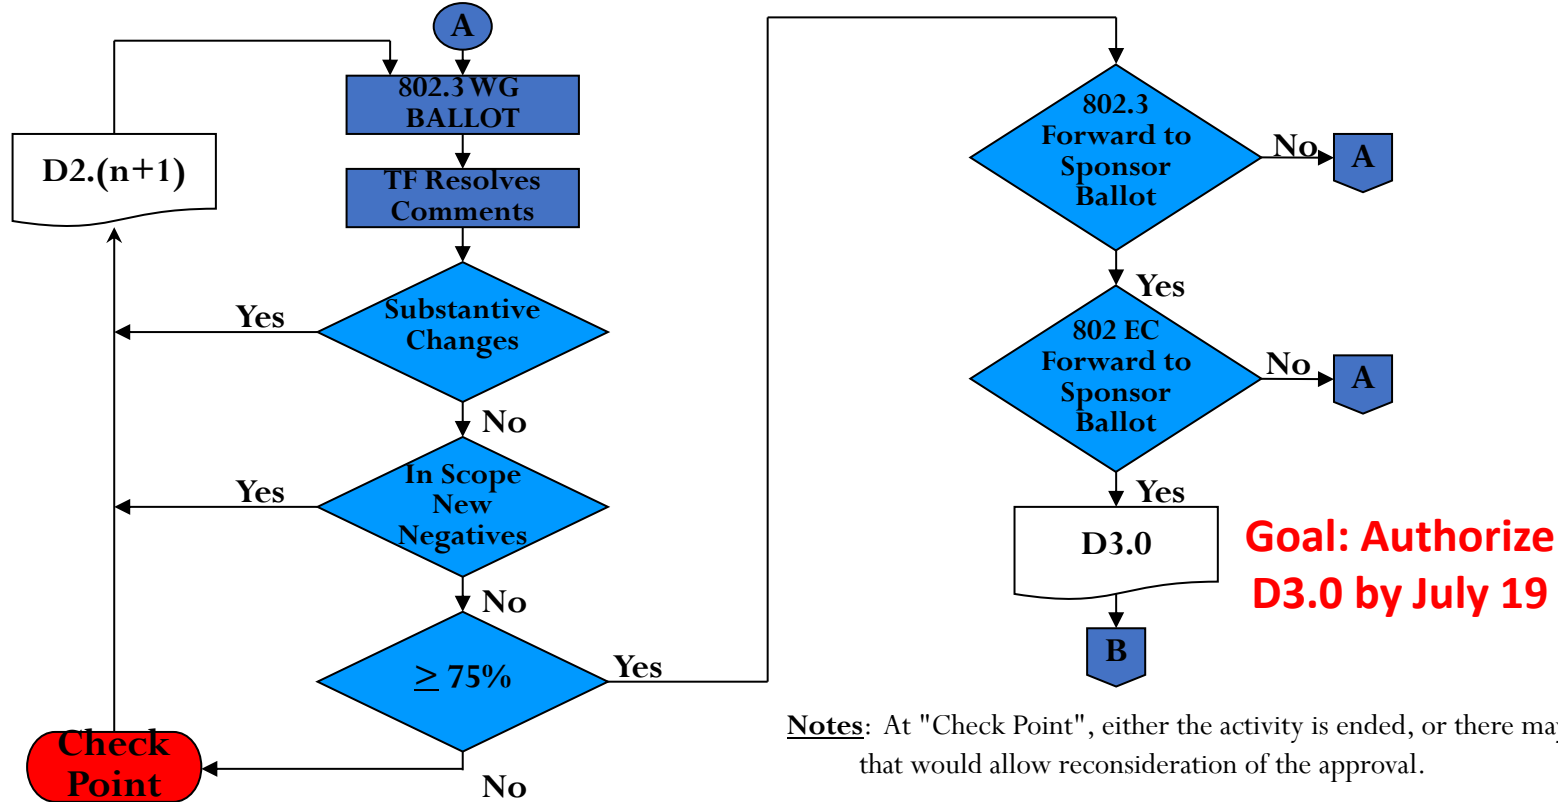 A
802.3 WG
BALLOT
D2.(n+1)
TF Resolves
Comments
Substantive
Changes
Yes
No
In Scope
New
Negatives
Yes
No
≥ 75%
Yes
No
Check
Point
802.3
Forward to
Sponsor
Ballot
No
A
Yes
802 EC
Forward to
Sponsor
Ballot
No
A
Yes
D3.0
B
Goal: Authorize
D3.0 by July 19
Notes: At "Check Point", either the activity is ended, or there may
that would allow reconsideration of the approval.